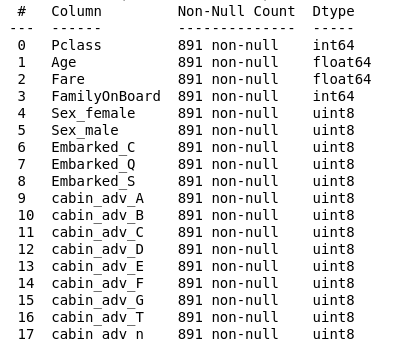 #   Column         Non-Null Count  Dtype
---  ------         --------------  -----
0   Pclass         891 non-null    int64
1   Age            891 non-null    float64
2   Fare           891 non-null    float64
3   FamilyOnBoard  891 non-null    int64
4   Sex_female     891 non-null    uint8
5   Sex_male       891 non-null    uint8
6   Embarked_C     891 non-null    uint8
7   Embarked_Q     891 non-null    uint8
8   Embarked_S     891 non-null    uint8
9   cabin_adv_A    891 non-null    uint8
10  cabin_adv_B    891 non-null    uint8
11  cabin_adv_C    891 non-null    uint8
12  cabin_adv_D    891 non-null    uint8
13  cabin_adv_E    891 non-null    uint8
14  cabin_adv_F    891 non-null    uint8
15  cabin_adv_G    891 non-null    uint8
16  cabin_adv_T    891 non-null    uint8
17  cabin_adv_n    891 non-null    uint8